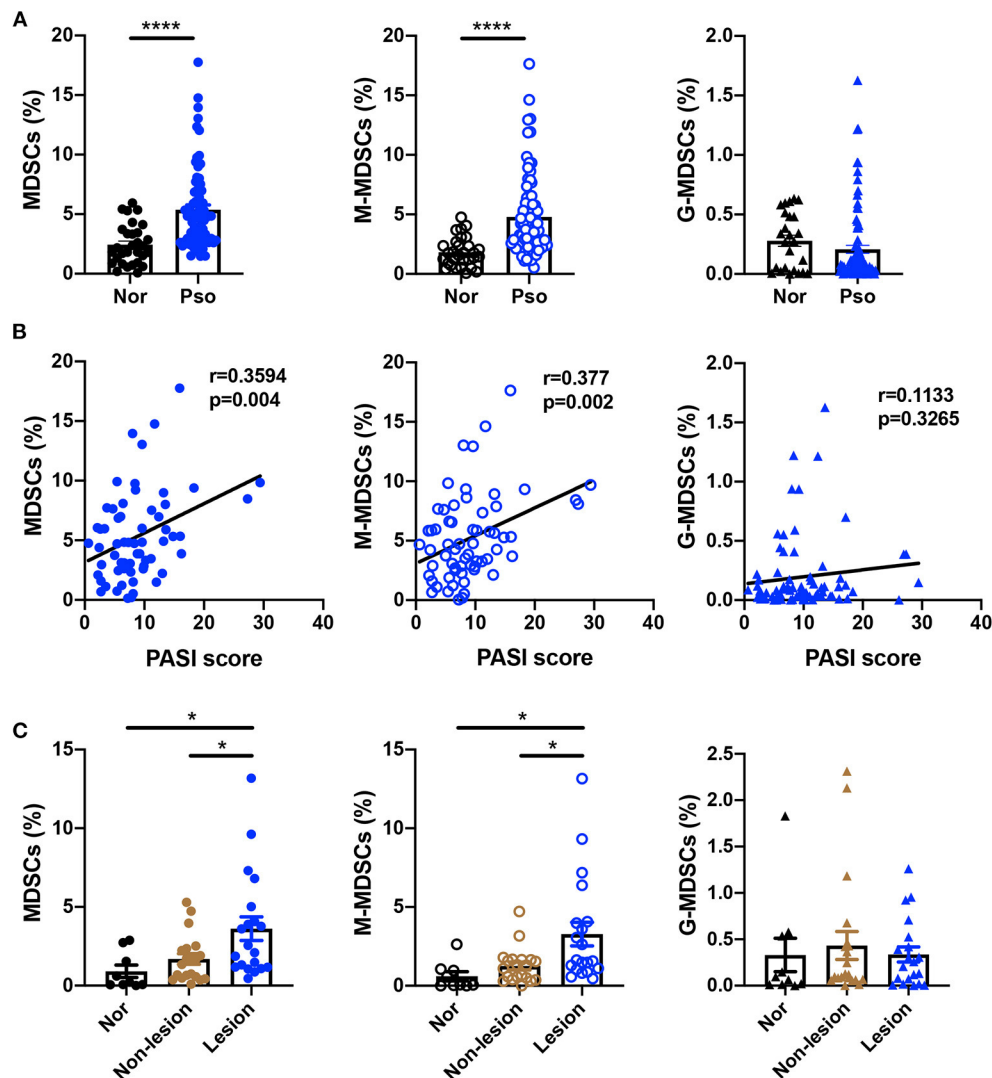 A
MDSCs (%)
20
15
10
5
0
****
Nor
Pso
M-MDSCs (%)
20
15
10
5
0
****
Nor
Pso
G-MDSCs (%)
2.0
1.5
1.0
0.5
0.0
Nor
Pso
B
MDSCs (%)
20
15
10
5
0
r=0.3594
p=0.004
0 10 20 30 40
PASI score
M-MDSCs (%)
20
15
10
5
0
r=0.377
p=0.002
0 10 20 30 40
PASI score
G-MDSCs (%)
2.0
1.5
1.0
0.5
0.0
r=0.1133
p=0.3265
0 10 20 30 40
PASI score
C
MDSCs (%)
15
10
5
0
*
*
Nor
Non-lesion
Lesion
M-MDSCs (%)
15
10
5
0
*
*
Nor
Non-lesion
Lesion
G-MDSCs (%)
2.5
2.0
1.5
1.0
0.5
0.0
Nor
Non-lesion
Lesion